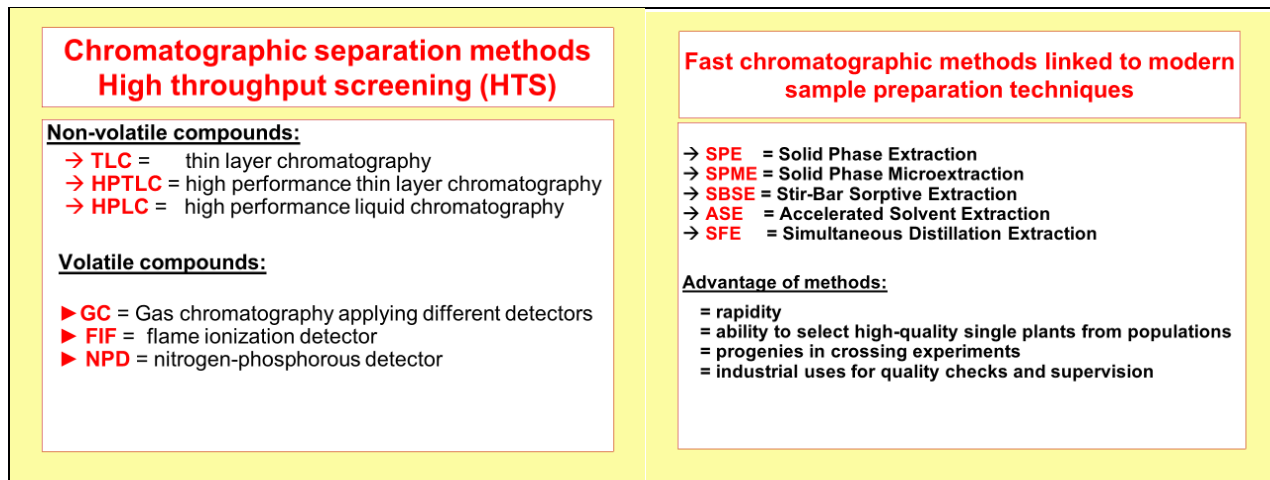 Chromatographic separation methods
High throughput screening (HTS)
Non-volatile compounds:
→ TLC = thin layer chromatography
→ HPTLC = high performance thin layer chromatography
→ HPLC = high performance liquid chromatography
Volatile compounds:
►GC = Gas chromatography applying different detectors
► FIF = flame ionization detector
► NPD = nitrogen-phosphorous detector
Fast chromatographic methods linked to modern
sample preparation techniques
→ SPE = Solid Phase Extraction
→ SPME = Solid Phase Microextraction
→ SBSE = Stir-Bar Sorptive Extraction
→ ASE = Accelerated Solvent Extraction
→ SFE = Simultaneous Distillation Extraction
Advantage of methods:
= rapidity
= ability to select high-quality single plants from populations
= progenies in crossing experiments
= industrial uses for quality checks and supervision